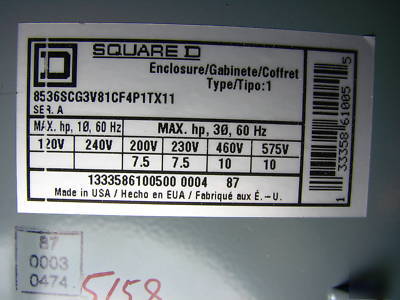 SQUARE D
Enclosure/Gabinete/Coffret
Type/Tipo:1
8536SCG3V81CF4P1TX11
SER. A
MAX. hp, 1Ø, 60 Hz MAX. hp, 3Ø, 60 Hz
120V 240V 200V 230V 460V 575V
7.5 7.5 10 10
1333586100500 0004 87
Made in USA / Hecho en EUA / Fabriqué aux É.-U.
1 33358 61005 5
87
0003
0474
5158